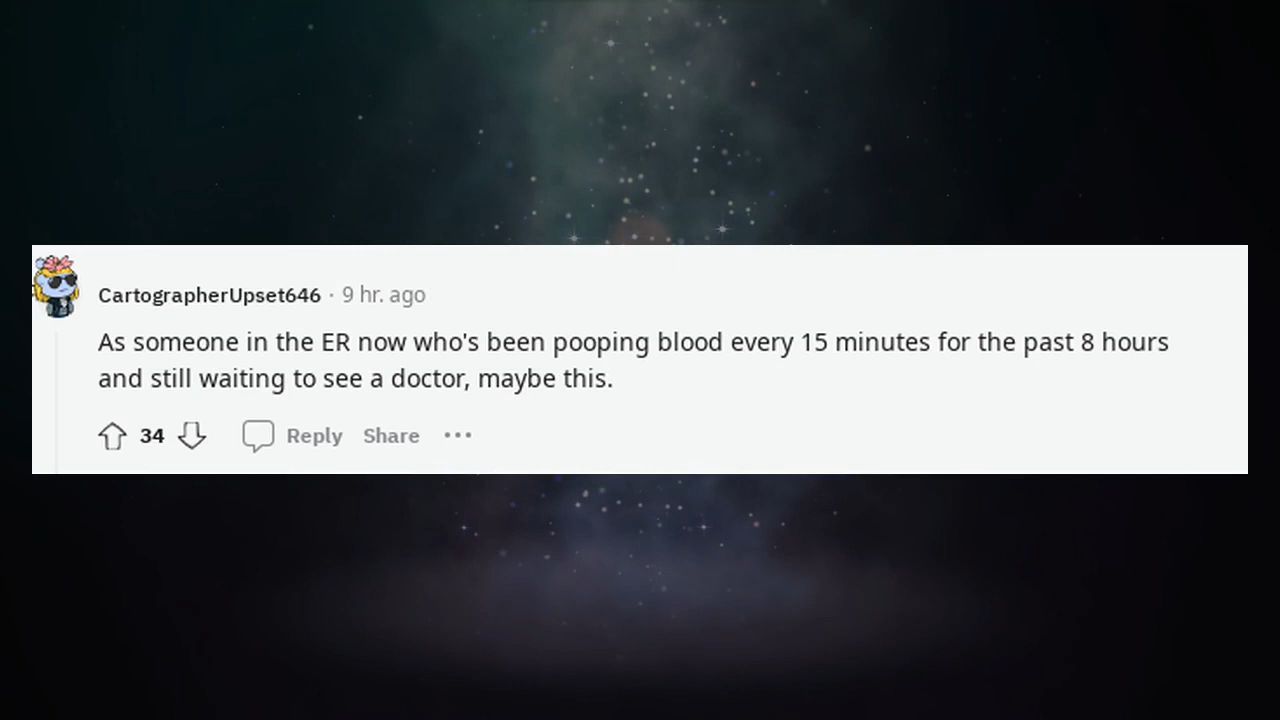 CartographerUpset646 · 9 hr. ago
As someone in the ER now who's been pooping blood every 15 minutes for the past 8 hours
and still waiting to see a doctor, maybe this.
34 Reply Share